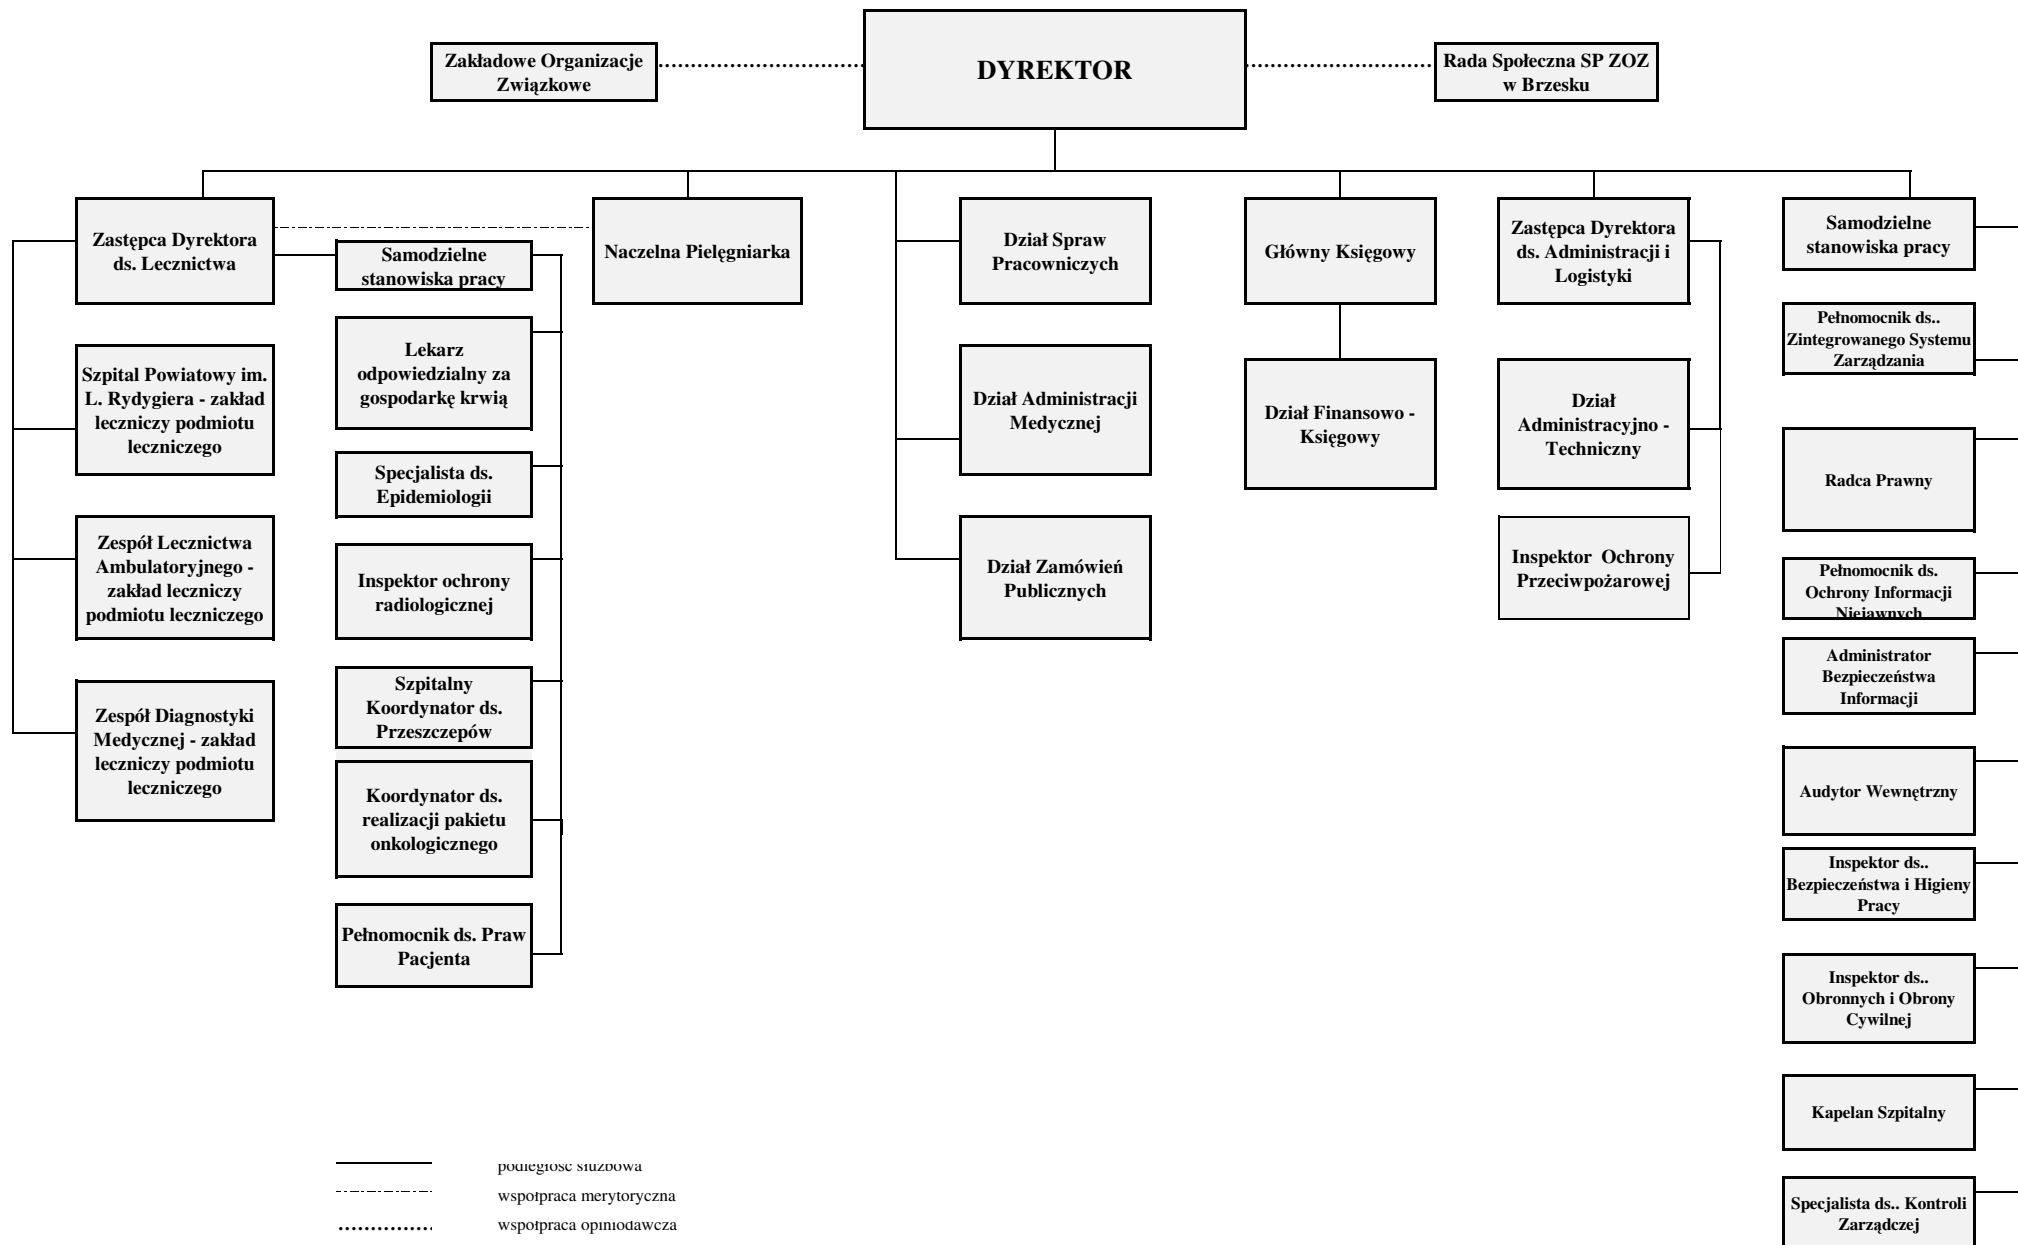 Zakładowe Organizacje
Związkowe
DYREKTOR
Rada Społeczna SP ZOZ
w Brzesku
Zastępca Dyrektora
ds. Lecznictwa
Samodzielne
stanowiska pracy
Naczelna Pielęgniarka
Dział Spraw
Pracowniczych
Główny Księgowy
Zastępca Dyrektora
ds. Administracji i
Logistyki
Samodzielne
stanowiska pracy
Szpital Powiatowy im.
L. Rydygiera - zakład
leczniczy podmiotu
leczniczego
Lekarz
odpowiedzialny za
gospodarkę krwią
Dział Administracji
Medycznej
Dział Finansowo -
Księgowy
Dział
Administracyjno -
Techniczny
Pełnomocnik ds..
Zintegrowanego Systemu
Zarządzania
Radca Prawny
Specjalista ds.
Epidemiologii
Zespół Lecznictwa
Ambulatoryjnego -
zakład leczniczy
podmiotu leczniczego
Inspektor ochrony
radiologicznej
Dział Zamówień
Publicznych
Inspektor  Ochrony
Przeciwpożarowej
Pełnomocnik ds.
Ochrony Informacji
Niejawnych
Administrator
Bezpieczeństwa
Informacji
Zespół Diagnostyki
Medycznej - zakład
leczniczy podmiotu
leczniczego
Szpitalny
Koordynator ds.
Przeszczepów
Koordynator ds.
realizacji pakietu
onkologicznego
Pełnomocnik ds. Praw
Pacjenta
Audytor Wewnętrzny
Inspektor ds..
Bezpieczeństwa i Higieny
Pracy
Inspektor ds..
Obronnych i Obrony
Cywilnej
Kapelan Szpitalny
Specjalista ds.. Kontroli
Zarządczej
podległość służbowa
współpraca merytoryczna
współpraca opiniodawcza